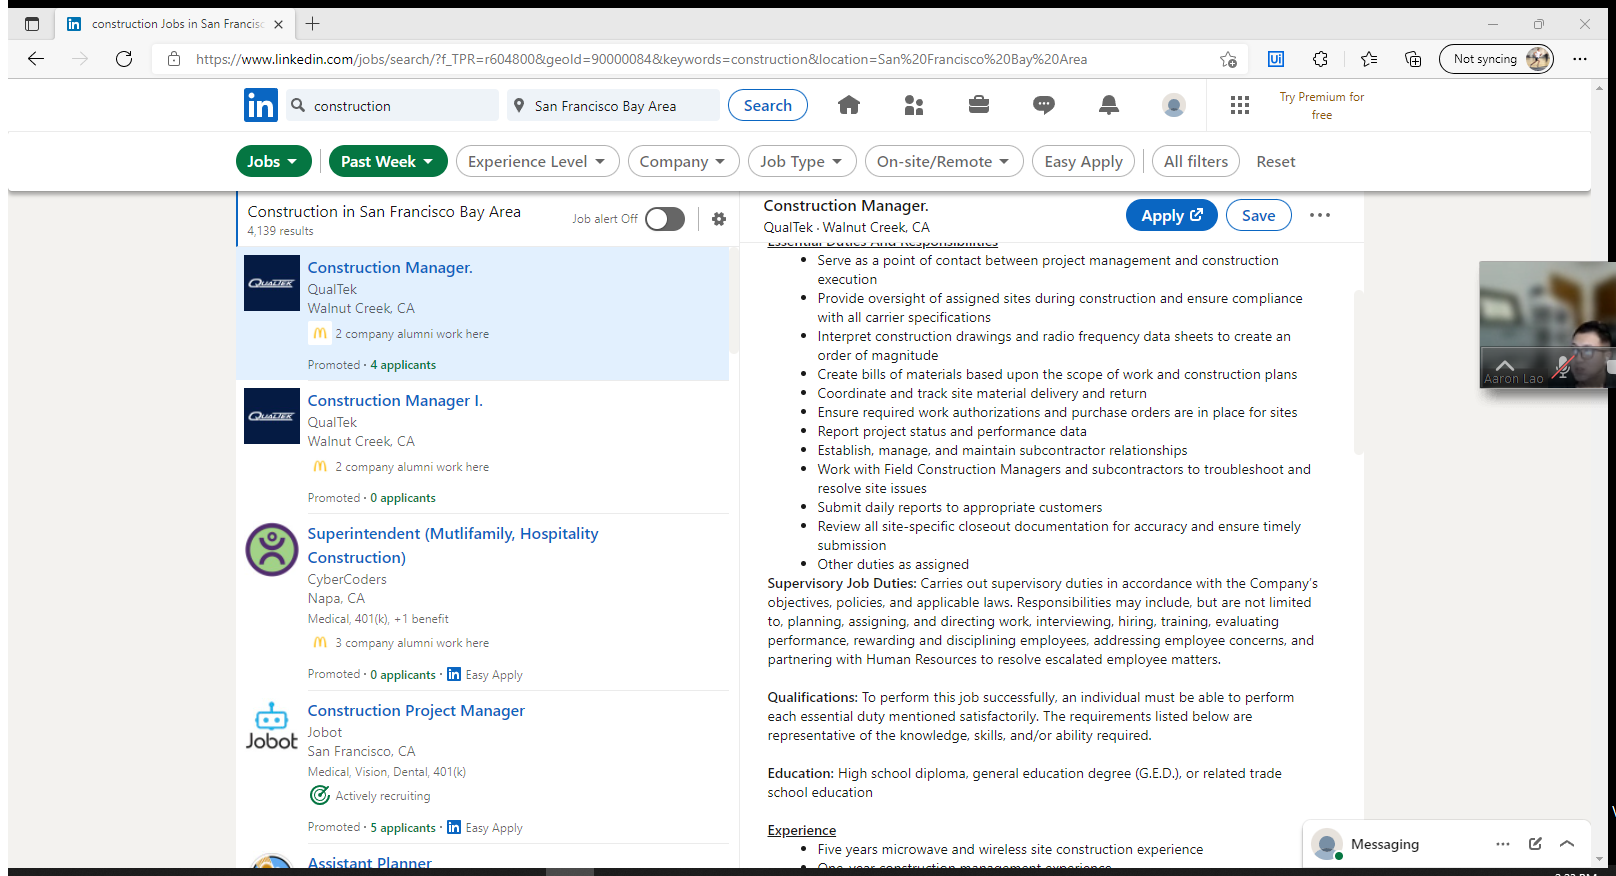 construction Jobs in San Francisc
https://www.linkedin.com/jobs/search/?f_TPR=r604800&geoId=90000084&keywords=construction&location=San%20Francisco%20Bay%20Area
Not syncing
in
construction
San Francisco Bay Area
Search
Try Premium for
free
Jobs
Past Week
Experience Level
Company
Job Type
On-site/Remote
Easy Apply
All filters
Reset
Construction in San Francisco Bay Area
4,139 results
Job alert Off
QUALTEK
Construction Manager.
QualTek
Walnut Creek, CA
2 company alumni work here
Promoted · 4 applicants
QUALTEK
Construction Manager I.
QualTek
Walnut Creek, CA
2 company alumni work here
Promoted · 0 applicants
Superintendent (Mutlifamily, Hospitality
Construction)
CyberCoders
Napa, CA
Medical, 401(k), +1 benefit
3 company alumni work here
Promoted · 0 applicants · in Easy Apply
Jobot
Construction Project Manager
Jobot
San Francisco, CA
Medical, Vision, Dental, 401(k)
Actively recruiting
Promoted · 5 applicants · in Easy Apply
Assistant Planner
Construction Manager.
QualTek · Walnut Creek, CA
Apply
Save
Essential Duties And Responsibilities
• Serve as a point of contact between project management and construction
execution
• Provide oversight of assigned sites during construction and ensure compliance
with all carrier specifications
• Interpret construction drawings and radio frequency data sheets to create an
order of magnitude
• Create bills of materials based upon the scope of work and construction plans
• Coordinate and track site material delivery and return
• Ensure required work authorizations and purchase orders are in place for sites
• Report project status and performance data
• Establish, manage, and maintain subcontractor relationships
• Work with Field Construction Managers and subcontractors to troubleshoot and
resolve site issues
• Submit daily reports to appropriate customers
• Review all site-specific closeout documentation for accuracy and ensure timely
submission
• Other duties as assigned
Supervisory Job Duties: Carries out supervisory duties in accordance with the Company's
objectives, policies, and applicable laws. Responsibilities may include, but are not limited
to, planning, assigning, and directing work, interviewing, hiring, training, evaluating
performance, rewarding and disciplining employees, addressing employee concerns, and
partnering with Human Resources to resolve escalated employee matters.
Qualifications: To perform this job successfully, an individual must be able to perform
each essential duty mentioned satisfactorily. The requirements listed below are
representative of the knowledge, skills, and/or ability required.
Education: High school diploma, general education degree (G.E.D.), or related trade
school education
Experience
• Five years microwave and wireless site construction experience
• One-year construction management experience
Aaron Lao
Messaging